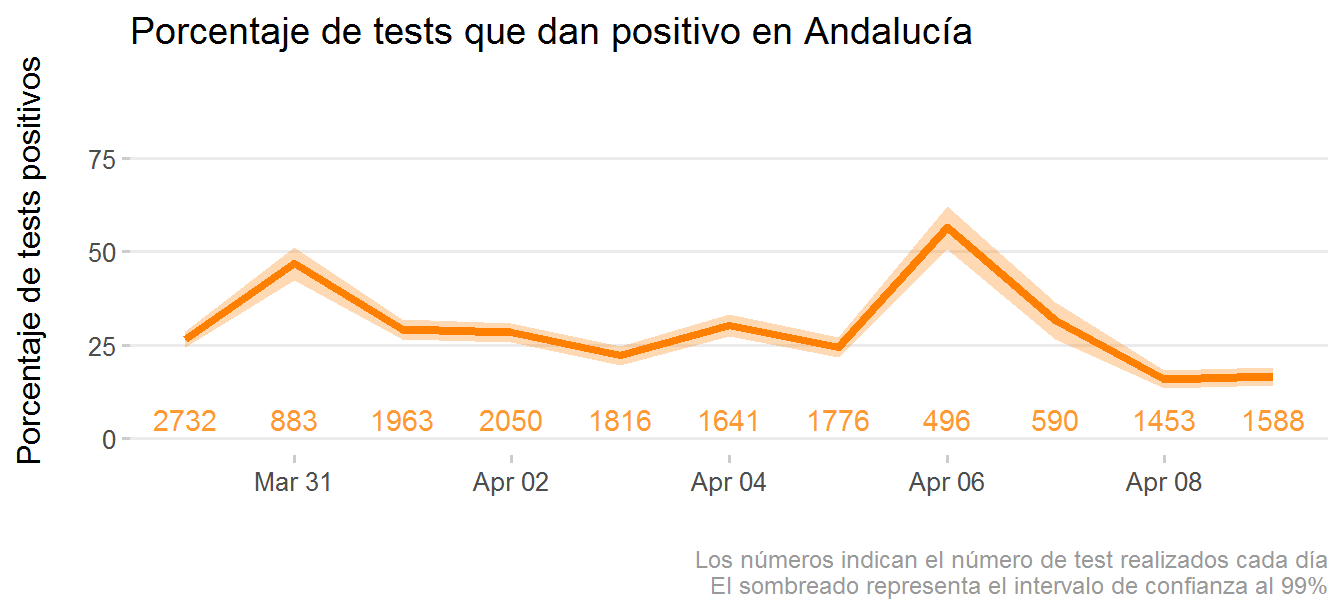 Porcentaje de tests que dan positivo en Andalucía
Porcentaje de tests positivos
75
50
25
0
2732 883 1963 2050 1816 1641 1776 496 590 1453 1588
Mar 31 Apr 02 Apr 04 Apr 06 Apr 08
Los números indican el número de test realizados cada día
El sombreado representa el intervalo de confianza al 99%